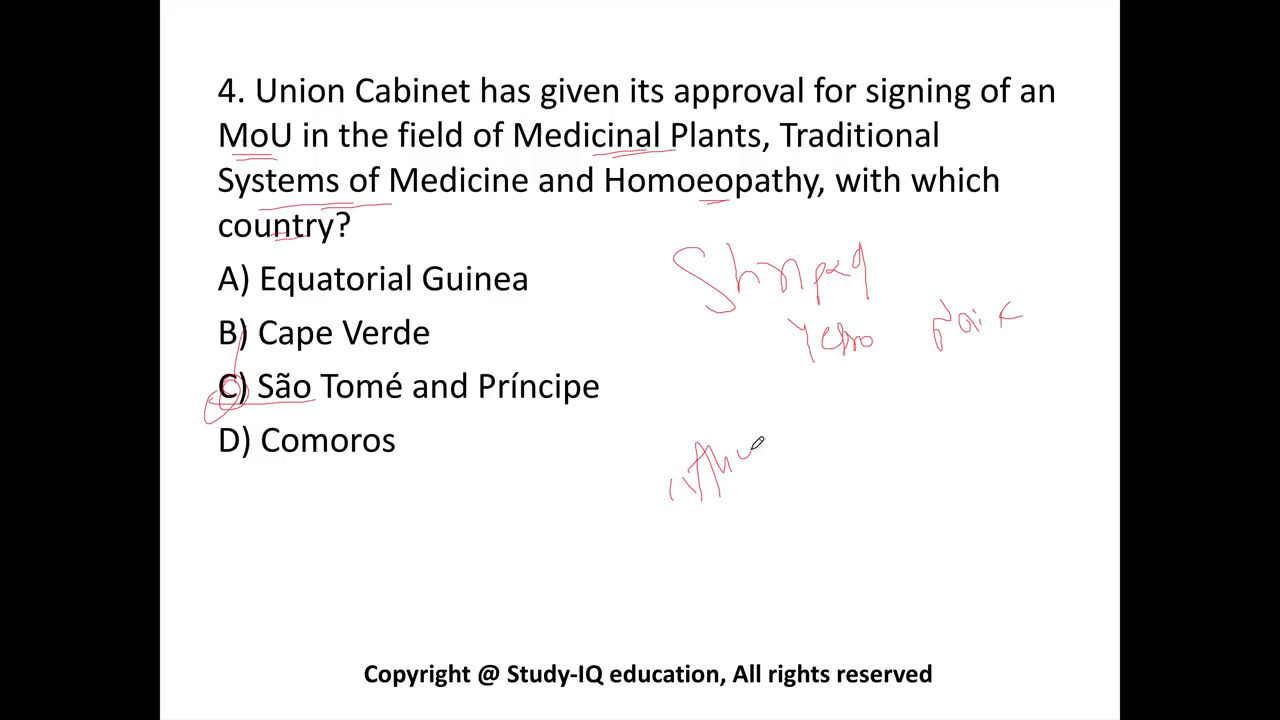 4. Union Cabinet has given its approval for signing of an
MoU in the field of Medicinal Plants, Traditional
Systems of Medicine and Homoeopathy, with which
country?
A) Equatorial Guinea
B) Cape Verde
C) São Tomé and Príncipe
D) Comoros
Copyright @ Study-IQ education, All rights reserved